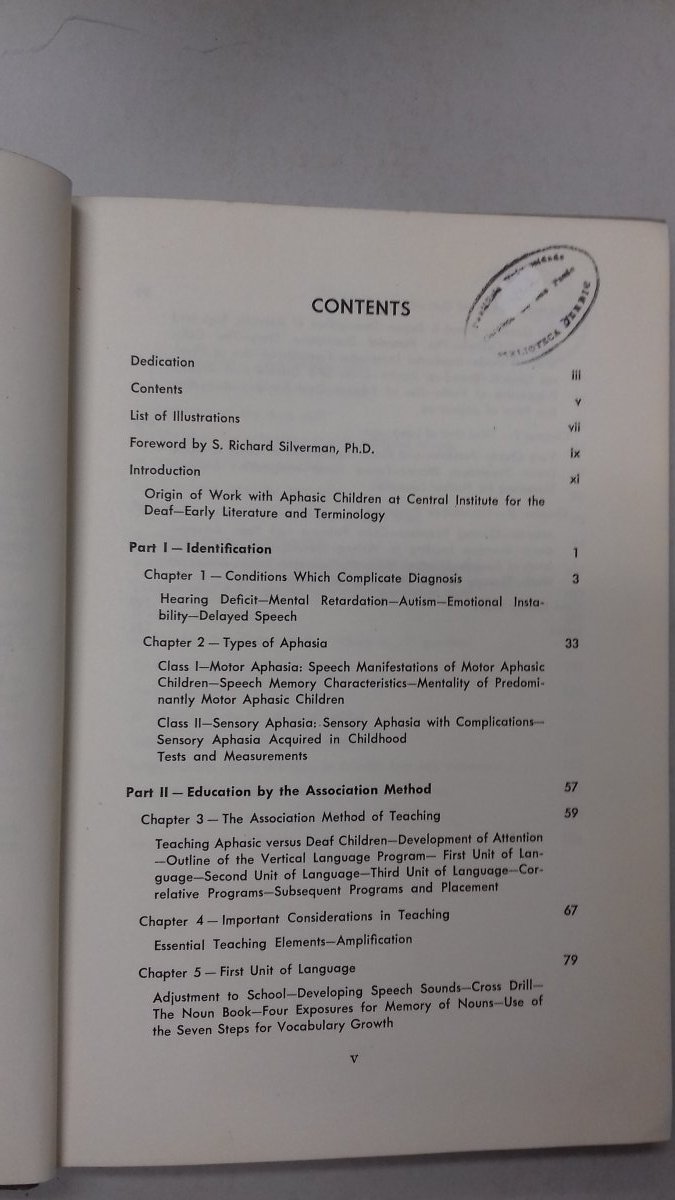 BIBLIOTECA
CONTENTS
Dedication iii
Contents v
List of Illustrations vii
Foreword by S. Richard Silverman, Ph.D. ix
Introduction xi
Origin of Work with Aphasic Children at Central Institute for the
Deaf—Early Literature and Terminology
Part I — Identification 1
Chapter 1 — Conditions Which Complicate Diagnosis 3
Hearing Deficit—Mental Retardation—Autism—Emotional Insta-
bility—Delayed Speech
Chapter 2 — Types of Aphasia 33
Class I—Motor Aphasia: Speech Manifestations of Motor Aphasic
Children—Speech Memory Characteristics—Mentality of Predomi-
nantly Motor Aphasic Children
Class II—Sensory Aphasia: Sensory Aphasia with Complications—
Sensory Aphasia Acquired in Childhood
Tests and Measurements
Part II — Education by the Association Method 57
Chapter 3 — The Association Method of Teaching 59
Teaching Aphasic versus Deaf Children—Development of Attention
—Outline of the Vertical Language Program— First Unit of Lan-
guage—Second Unit of Language—Third Unit of Language—Cor-
relative Programs—Subsequent Programs and Placement
Chapter 4 — Important Considerations in Teaching 67
Essential Teaching Elements—Amplification
Chapter 5 — First Unit of Language 79
Adjustment to School—Developing Speech Sounds—Cross Drill—
The Noun Book—Four Exposures for Memory of Nouns—Use of
the Seven Steps for Vocabulary Growth
v